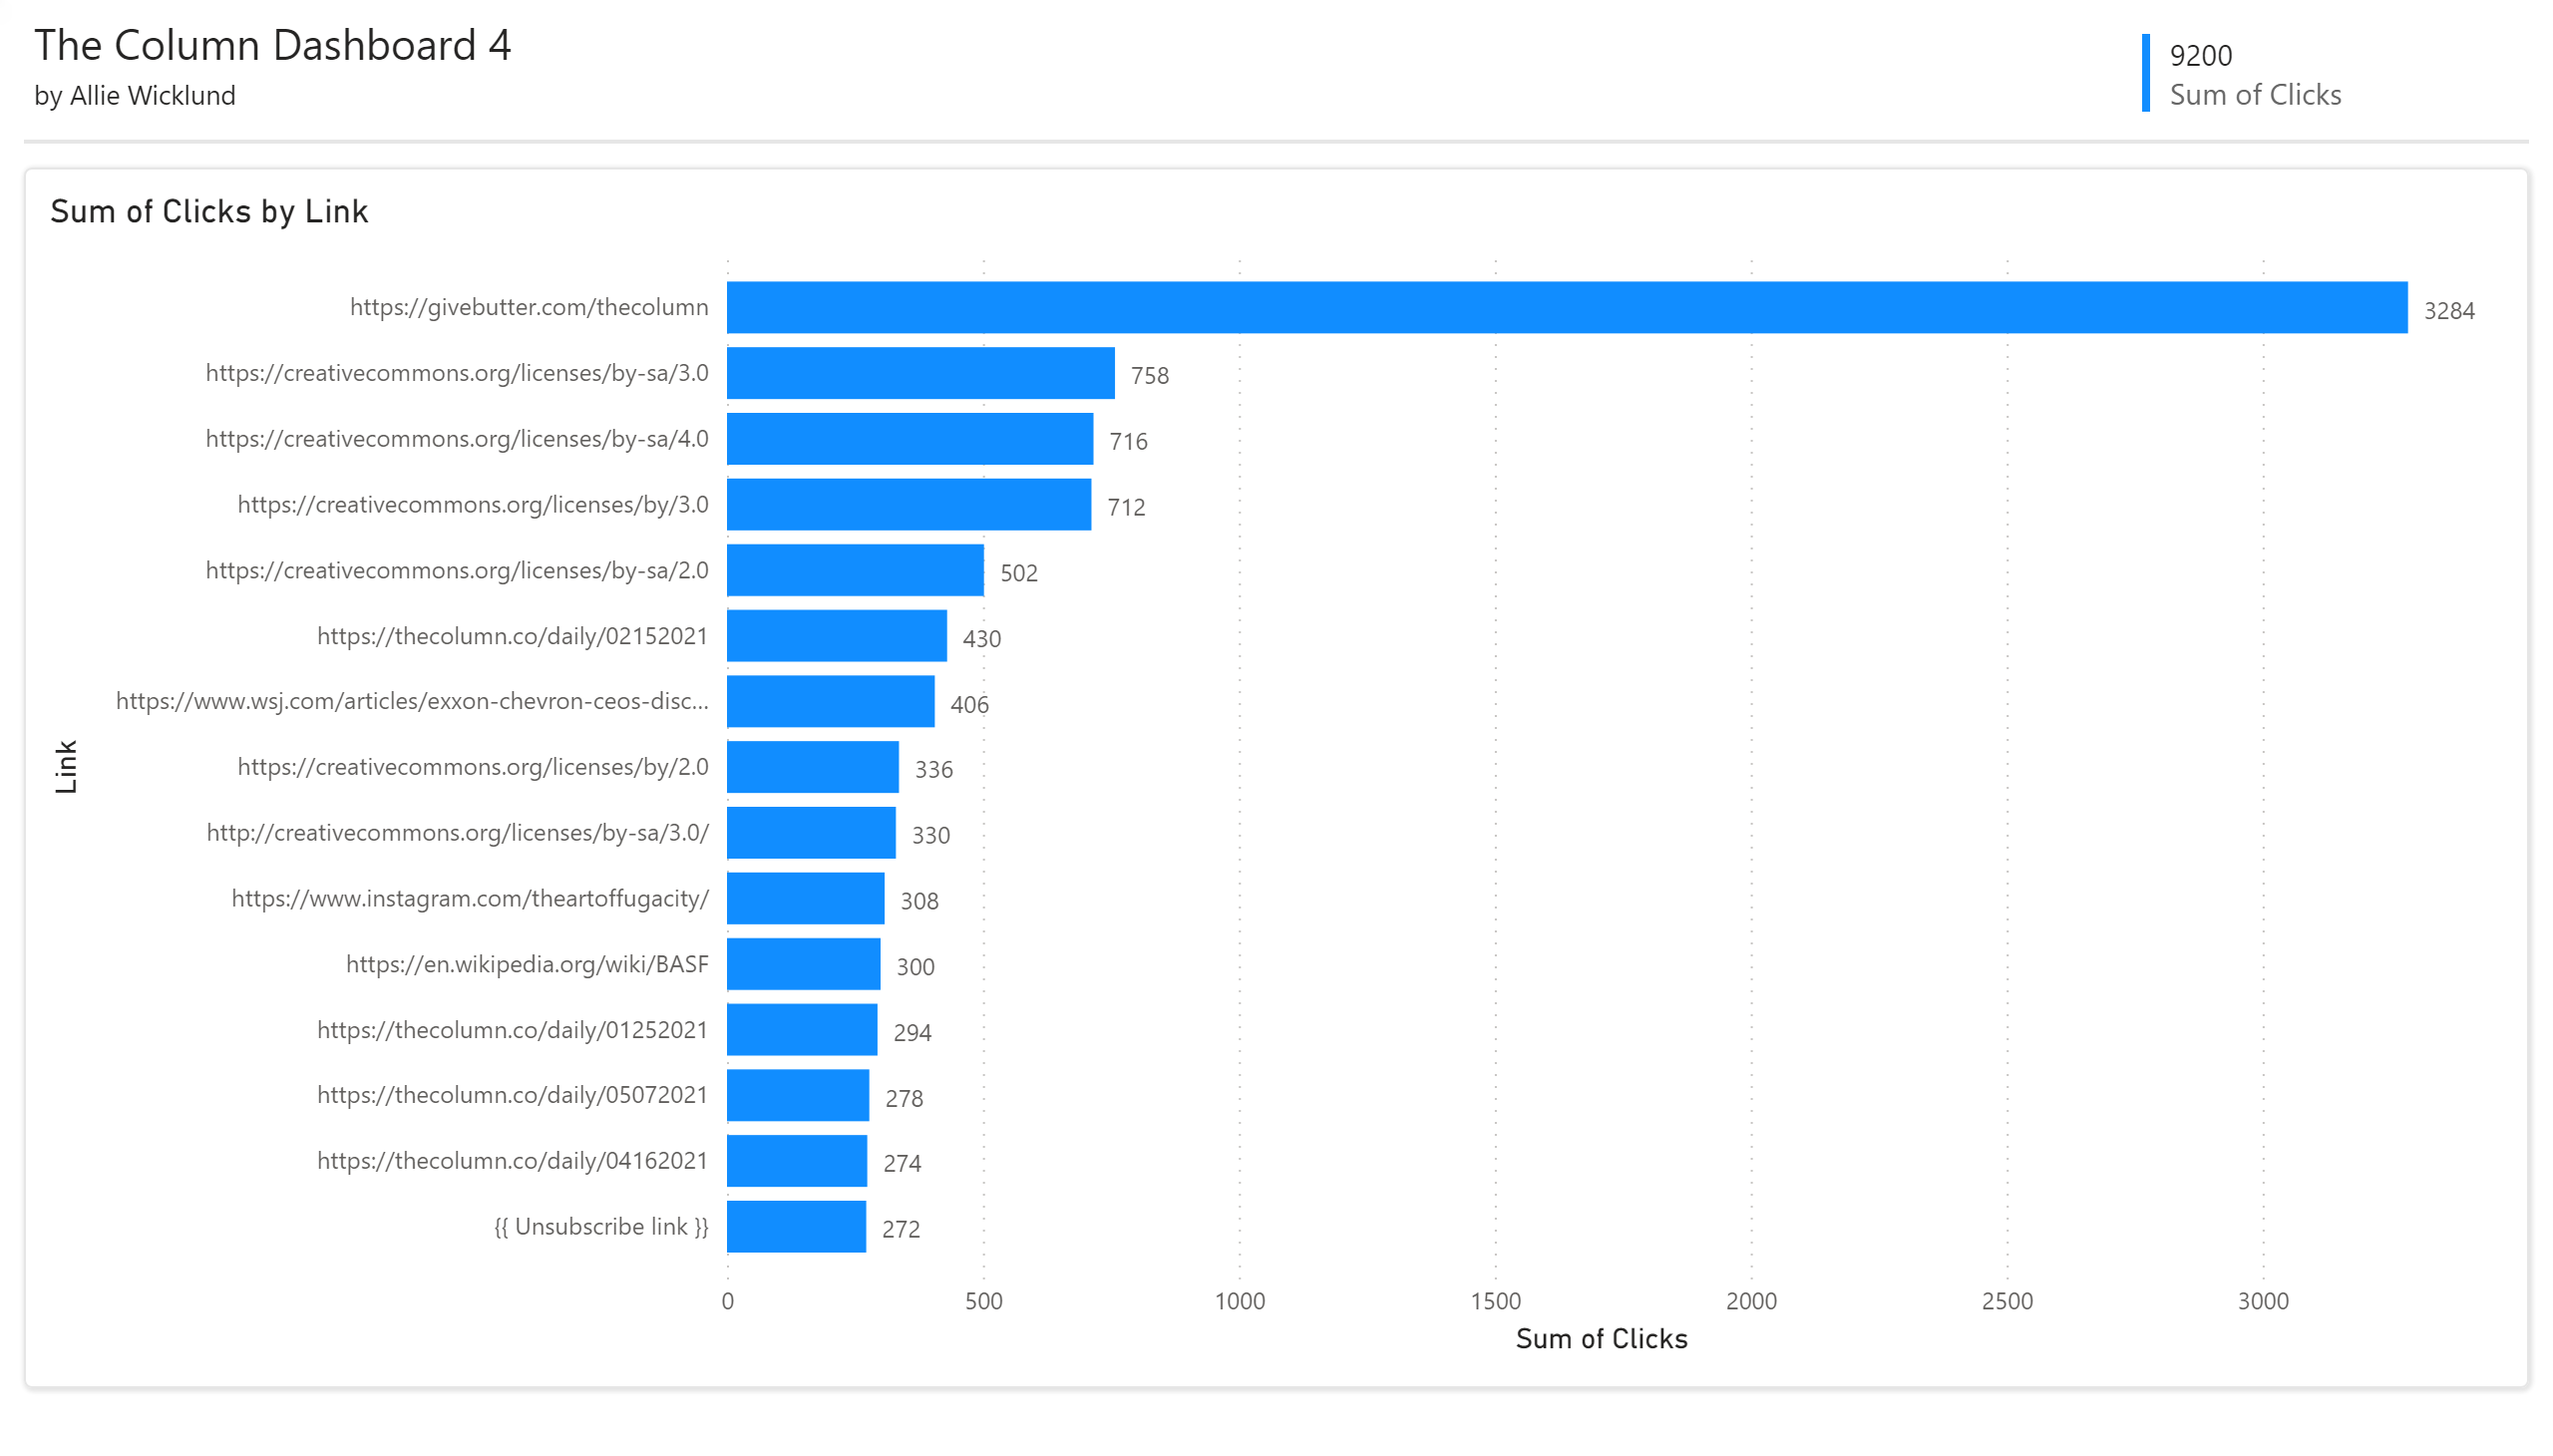 The Column Dashboard 4
by Allie Wicklund
9200
Sum of Clicks
Sum of Clicks by Link
https://givebutter.com/thecolumn 3284
https://creativecommons.org/licenses/by-sa/3.0 758
https://creativecommons.org/licenses/by-sa/4.0 716
https://creativecommons.org/licenses/by/3.0 712
https://creativecommons.org/licenses/by-sa/2.0 502
https://thecolumn.co/daily/02152021 430
https://www.wsj.com/articles/exxon-chevron-ceos-disc... 406
https://creativecommons.org/licenses/by/2.0 336
http://creativecommons.org/licenses/by-sa/3.0/ 330
https://www.instagram.com/theartoffugacity/ 308
https://en.wikipedia.org/wiki/BASF 300
https://thecolumn.co/daily/01252021 294
https://thecolumn.co/daily/05072021 278
https://thecolumn.co/daily/04162021 274
{{ Unsubscribe link }} 272
Link
0 500 1000 1500 2000 2500 3000
Sum of Clicks